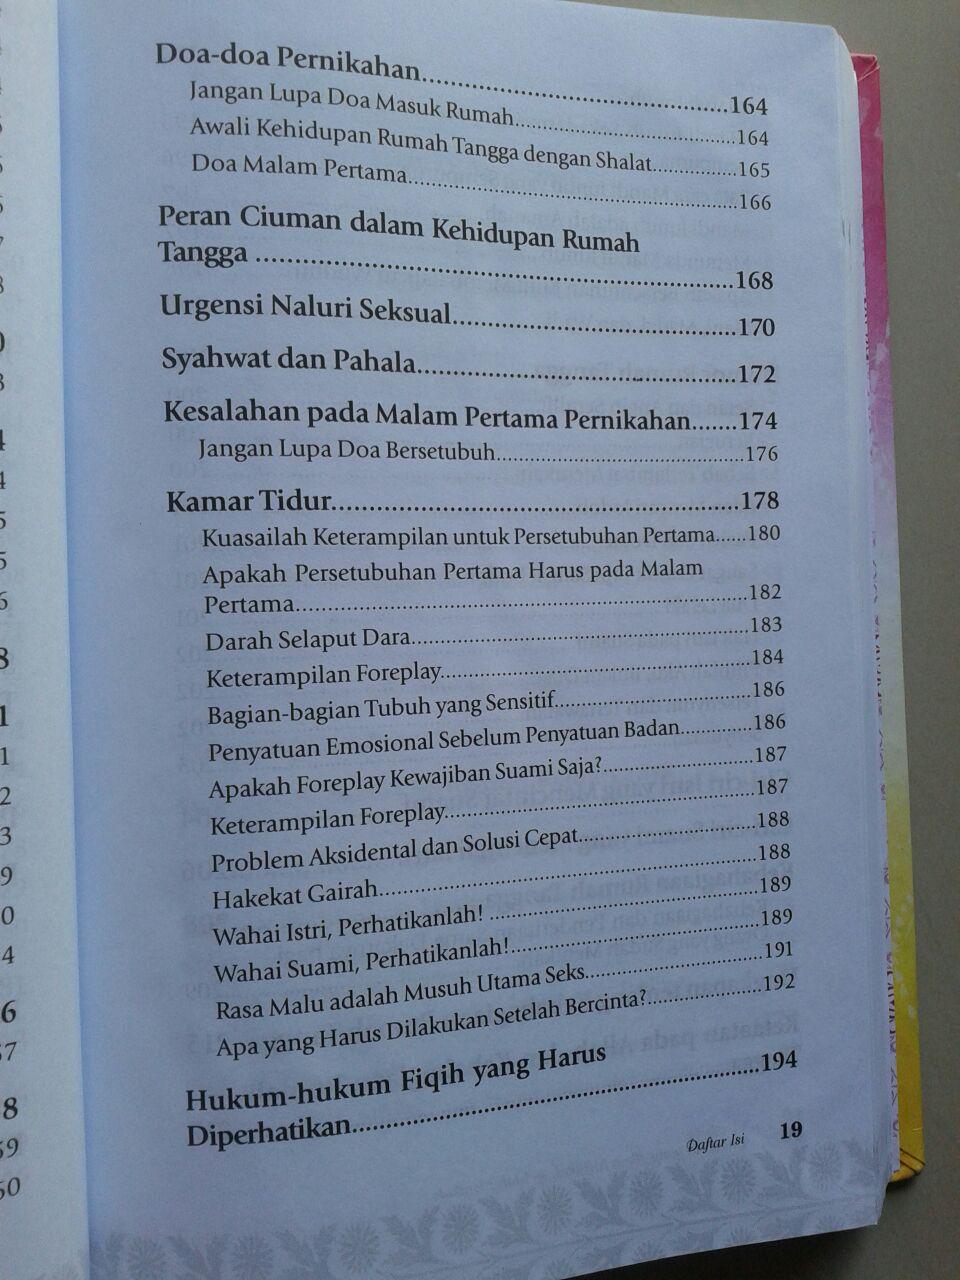 Doa-doa Pernikahan.....164
Jangan Lupa Doa Masuk Rumah.....164
Awali Kehidupan Rumah Tangga dengan Shalat.....165
Doa Malam Pertama.....166
Peran Ciuman dalam Kehidupan Rumah
Tangga .....168
Urgensi Naluri Seksual.....170
Syahwat dan Pahala.....172
Kesalahan pada Malam Pertama Pernikahan.......174
Jangan Lupa Doa Bersetubuh.....176
Kamar Tidur.....178
Kuasailah Keterampilan untuk Persetubuhan Pertama......180
Apakah Persetubuhan Pertama Harus pada Malam
Pertama.....182
Darah Selaput Dara.....183
Keterampilan Foreplay.....184
Bagian-bagian Tubuh yang Sensitif.....186
Penyatuan Emosional Sebelum Penyatuan Badan.....186
Apakah Foreplay Kewajiban Suami Saja?.....187
Keterampilan Foreplay.....187
Problem Aksidental dan Solusi Cepat.....188
Hakekat Gairah.....188
Wahai Istri, Perhatikanlah! .....189
Wahai Suami, Perhatikanlah!.....189
Rasa Malu adalah Musuh Utama Seks.....191
Apa yang Harus Dilakukan Setelah Bercinta?.....192
Hukum-hukum Fiqih yang Harus
Diperhatikan.....194
Daftar Isi 19